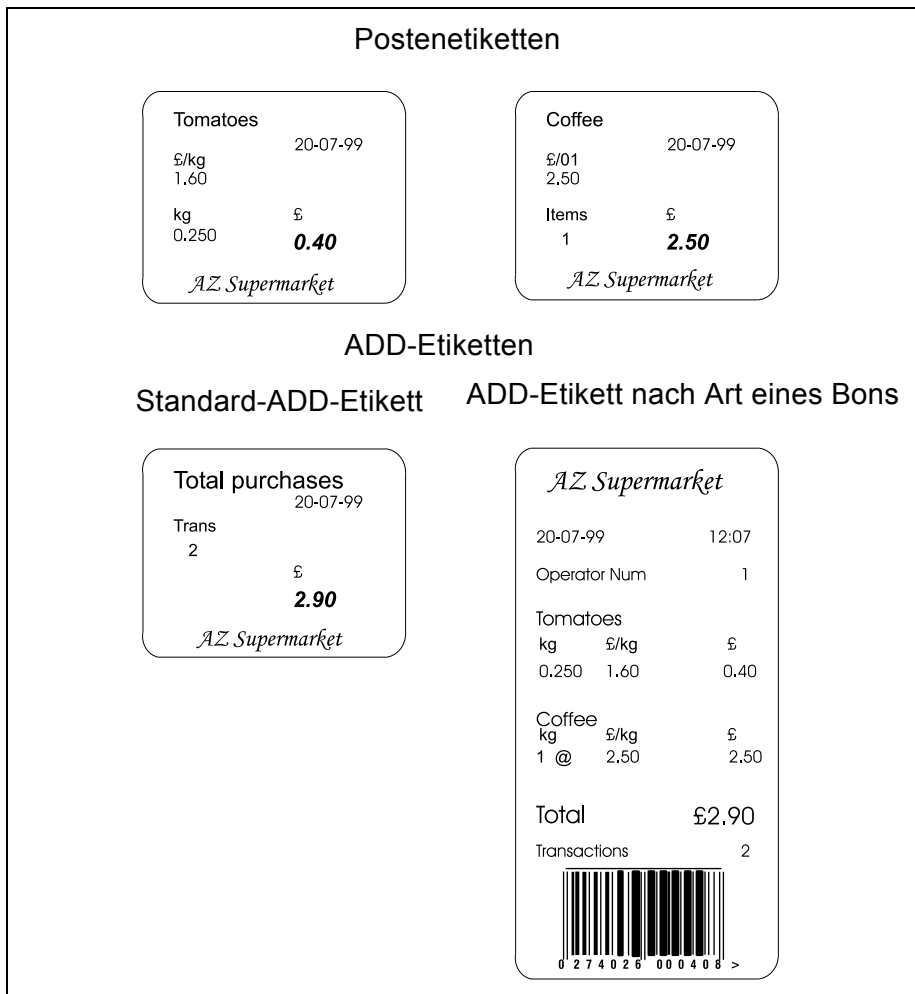 Postenetiketten
Tomatoes
20-07-99
£/kg
1.60
kg £
0.250 0.40
AZ Supermarket
Coffee
20-07-99
£/01
2.50
Items £
1 2.50
AZ Supermarket
ADD-Etiketten
Standard-ADD-Etikett
Total purchases
20-07-99
Trans
2
£
2.90
AZ Supermarket
ADD-Etikett nach Art eines Bons
AZ Supermarket
20-07-99 12:07
Operator Num 1
Tomatoes
kg £/kg £
0.250 1.60 0.40
Coffee
kg £/kg £
1 @ 2.50 2.50
Total £2.90
Transactions 2
0 274026 000408 >